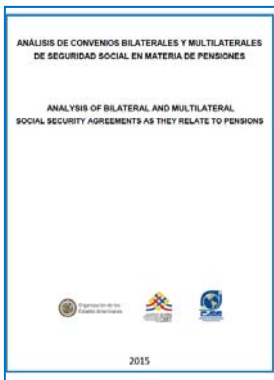 ANÁLISIS DE CONVENIOS BILATERALES Y MULTILATERALES
DE SEGURIDAD SOCIAL EN MATERIA DE PENSIONES
ANALYSIS OF BILATERAL AND MULTILATERAL
SOCIAL SECURITY AGREEMENTS AS THEY RELATE TO PENSIONS
Organización de los
Estados Americanos
2015